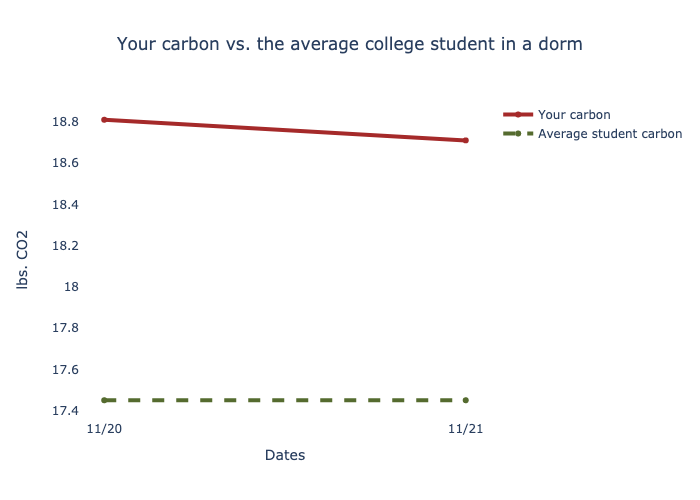 Your carbon vs. the average college student in a dorm
Your carbon
Average student carbon
lbs. CO2
18.8
18.6
18.4
18.2
18
17.8
17.6
17.4
11/20
11/21
Dates